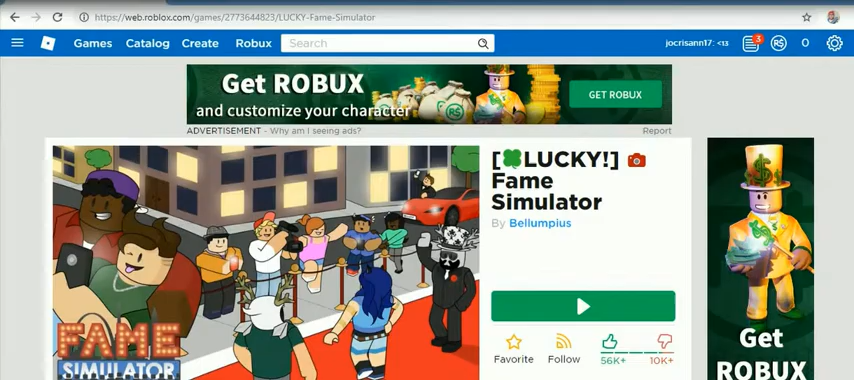 https://web.roblox.com/games/2773644823/LUCKY-Fame-Simulator
Games Catalog Create Robux Search jocrisann17: <13 3 R$ 0
Get ROBUX
and customize your character
GET ROBUX
ADVERTISEMENT - Why am I seeing ads? Report
[🍀LUCKY!] 📷
Fame
Simulator
By Bellumpius
Favorite Follow 56K+ 10K+
FAME
SIMULATOR
Get
ROBUX